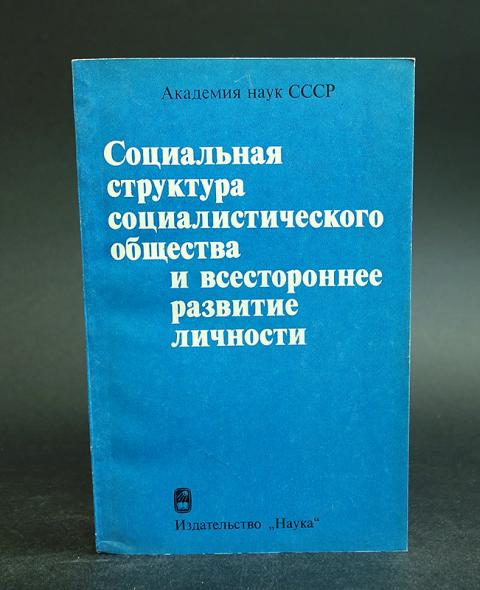 Академия наук СССР
Социальная
структура
социалистического
общества
и всестороннее
развитие
личности
Издательство „Наука“